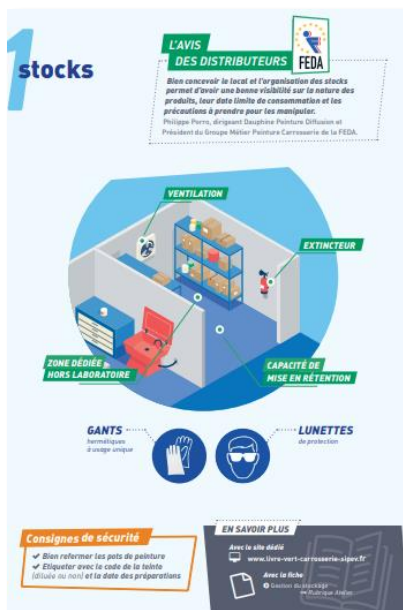 1
stocks
L'AVIS
DES DISTRIBUTEURS
FEDA
Bien concevoir le local et l'organisation des stocks
permet d'avoir une bonne visibilité sur la nature des
produits, leur date limite de consommation et les
précautions à prendre pour les manipuler.
Philippe Perro, dirigeant Dauphine Peinture Diffusion et
Président du Groupe Métier Peinture Carrosserie de la FEDA.
VENTILATION
EXTINCTEUR
ZONE DÉDIÉE
HORS LABORATOIRE
CAPACITÉ DE
MISE EN RÉTENTION
GANTS
hermétiques
à usage unique
LUNETTES
de protection
Consignes de sécurité
Bien refermer les pots de peinture
Etiqueter avec le code de la teinte
(diluée ou non) et la date des préparations
EN SAVOIR PLUS
Avec le site dédié
www.livre-vert-carrosserie-sipev.fr
Avec la fiche
Gestion du stockage
Rubrique Atelier